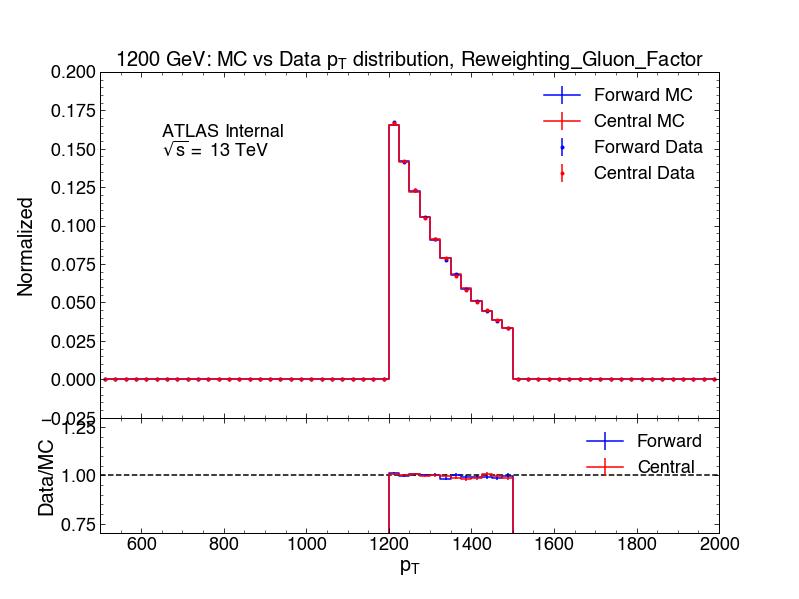 1200 GeV: MC vs Data pT distribution, Reweighting_Gluon_Factor
0.200
0.175
0.150
0.125
0.100
0.075
0.050
0.025
0.000
−0.025
Normalized
ATLAS Internal
√s = 13 TeV
Forward MC
Central MC
Forward Data
Central Data
1.25
1.00
0.75
Data/MC
Forward
Central
600 800 1000 1200 1400 1600 1800 2000
pT